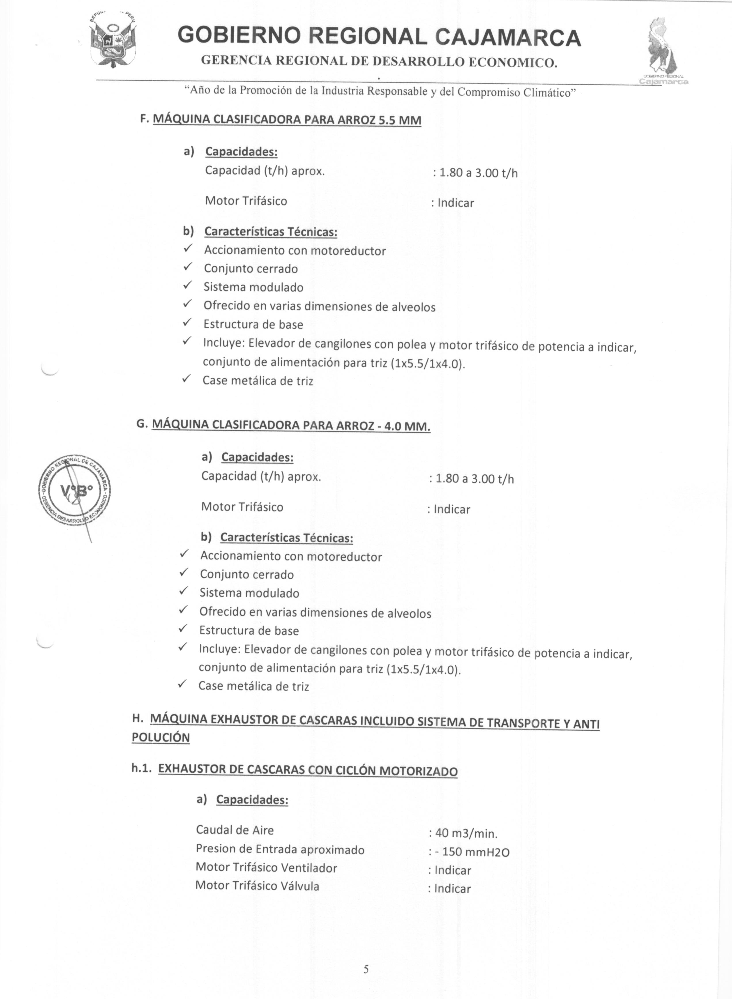 GOBIERNO REGIONAL CAJAMARCA
GERENCIA REGIONAL DE DESARROLLO ECONOMICO.
GOBIERNO REGIONAL
Cajamarca
“Año de la Promoción de la Industria Responsable y del Compromiso Climático”
F. MÁQUINA CLASIFICADORA PARA ARROZ 5.5 MM
a) Capacidades:
Capacidad (t/h) aprox. : 1.80 a 3.00 t/h
Motor Trifásico : Indicar
b) Características Técnicas:
✓ Accionamiento con motoreductor
✓ Conjunto cerrado
✓ Sistema modulado
✓ Ofrecido en varias dimensiones de alveolos
✓ Estructura de base
✓ Incluye: Elevador de cangilones con polea y motor trifásico de potencia a indicar,
conjunto de alimentación para triz (1x5.5/1x4.0).
✓ Case metálica de triz
G. MÁQUINA CLASIFICADORA PARA ARROZ - 4.0 MM.
a) Capacidades:
Capacidad (t/h) aprox. : 1.80 a 3.00 t/h
Motor Trifásico : Indicar
GOBIERNO REGIONAL DE CAJAMARCA
V°B°
GERENCIA DESARROLLO ECONOMICO
b) Características Técnicas:
✓ Accionamiento con motoreductor
✓ Conjunto cerrado
✓ Sistema modulado
✓ Ofrecido en varias dimensiones de alveolos
✓ Estructura de base
✓ Incluye: Elevador de cangilones con polea y motor trifásico de potencia a indicar,
conjunto de alimentación para triz (1x5.5/1x4.0).
✓ Case metálica de triz
H. MÁQUINA EXHAUSTOR DE CASCARAS INCLUIDO SISTEMA DE TRANSPORTE Y ANTI
POLUCIÓN
h.1. EXHAUSTOR DE CASCARAS CON CICLÓN MOTORIZADO
a) Capacidades:
Caudal de Aire : 40 m3/min.
Presion de Entrada aproximado : - 150 mmH2O
Motor Trifásico Ventilador : Indicar
Motor Trifásico Válvula : Indicar
5